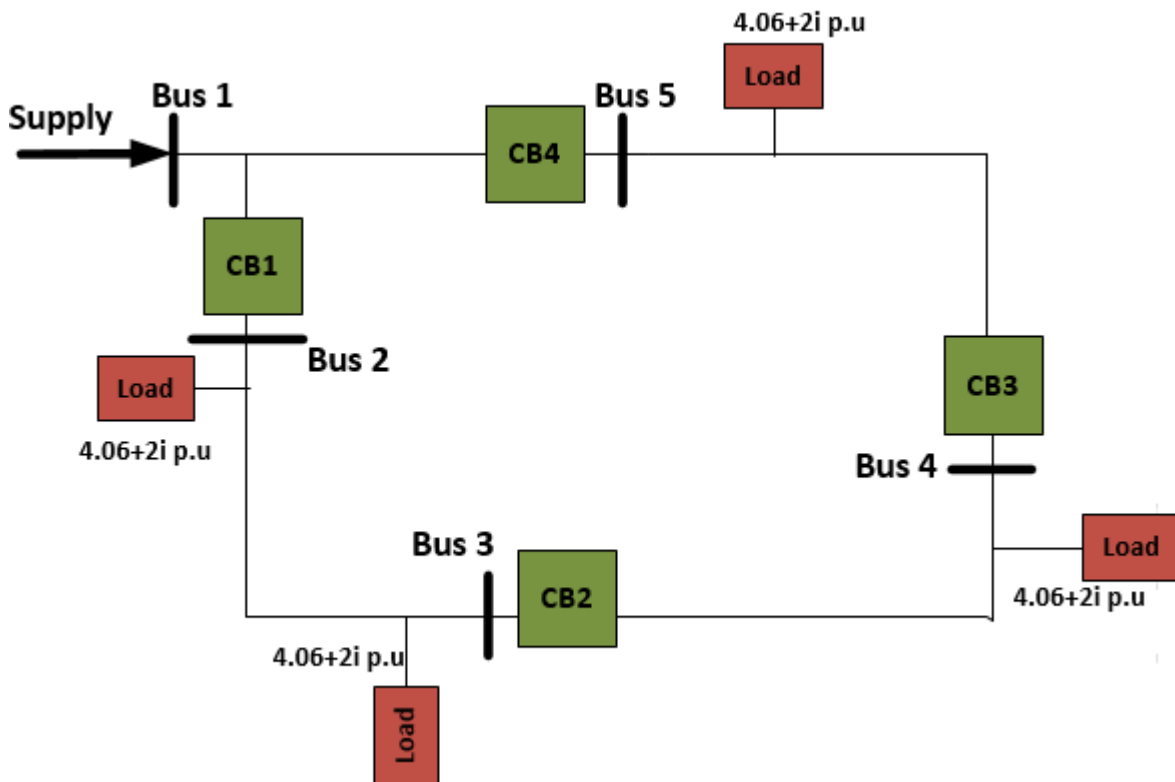 4.06+2i p.u
Load
Bus 1
Bus 5
Supply
CB4
CB1
Bus 2
Load
4.06+2i p.u
CB3
Bus 4
Bus 3
CB2
Load
4.06+2i p.u
4.06+2i p.u
Load